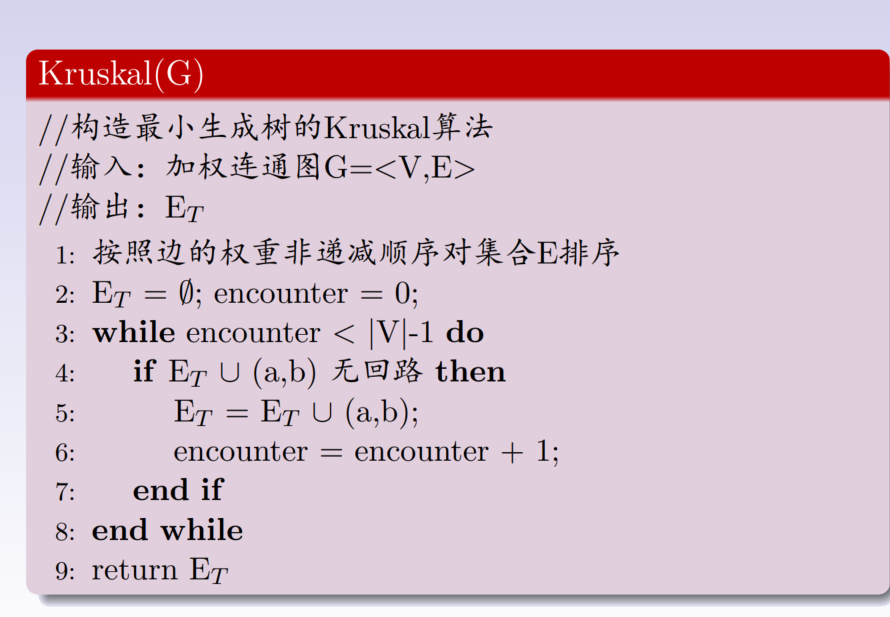 Kruskal(G)
//构造最小生成树的Kruskal算法
//输入：加权连通图G=<V,E>
//输出：E_T
1: 按照边的权重非递减顺序对集合E排序
2: E_T = ∅; encounter = 0;
3: while encounter < |V|-1 do
4: if E_T ∪ (a,b) 无回路 then
5: E_T = E_T ∪ (a,b);
6: encounter = encounter + 1;
7: end if
8: end while
9: return E_T